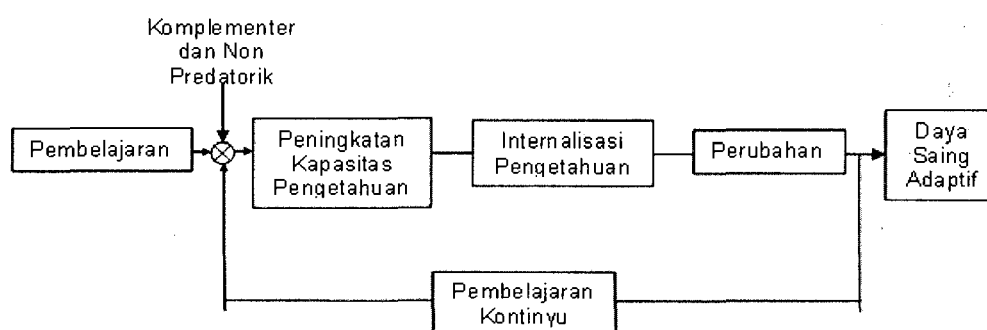 Komplementer
dan Non
Predatorik
Pembelajaran
Peningkatan
Kapasitas
Pengetahuan
Internalisasi
Pengetahuan
Perubahan
Daya
Saing
Adaptif
Pembelajaran
Kontinyu